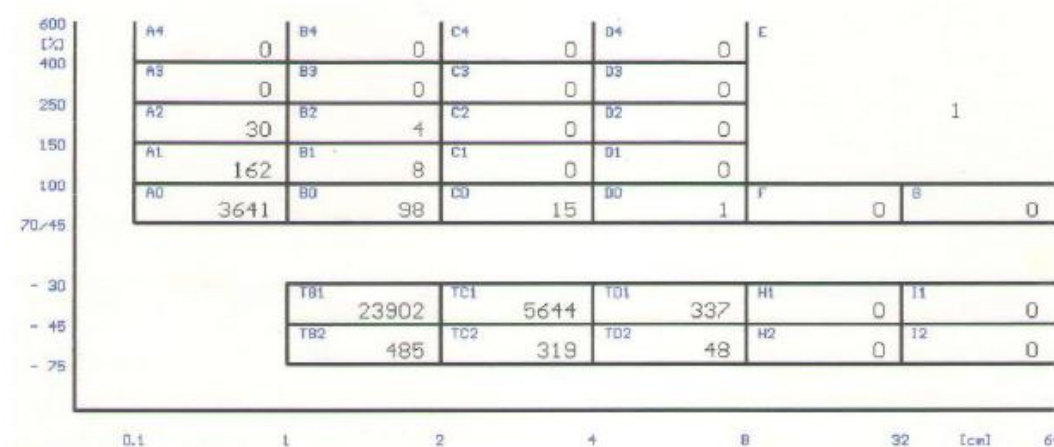 600 A4 B4 C4 D4 E
[%] 0 0 0 0
400 A3 B3 C3 D3
0 0 0 0
250 A2 B2 C2 D2 1
30 4 0 0
150 A1 B1 C1 D1
162 8 0 0
100 A0 B0 C0 D0 F G
3641 98 15 1 0 0
70/45
- 30 TB1 TC1 TD1 H1 I1
23902 5644 337 0 0
- 45 TB2 TC2 TD2 H2 I2
485 319 48 0 0
- 75
0.1 1 2 4 8 32 [cm] 6